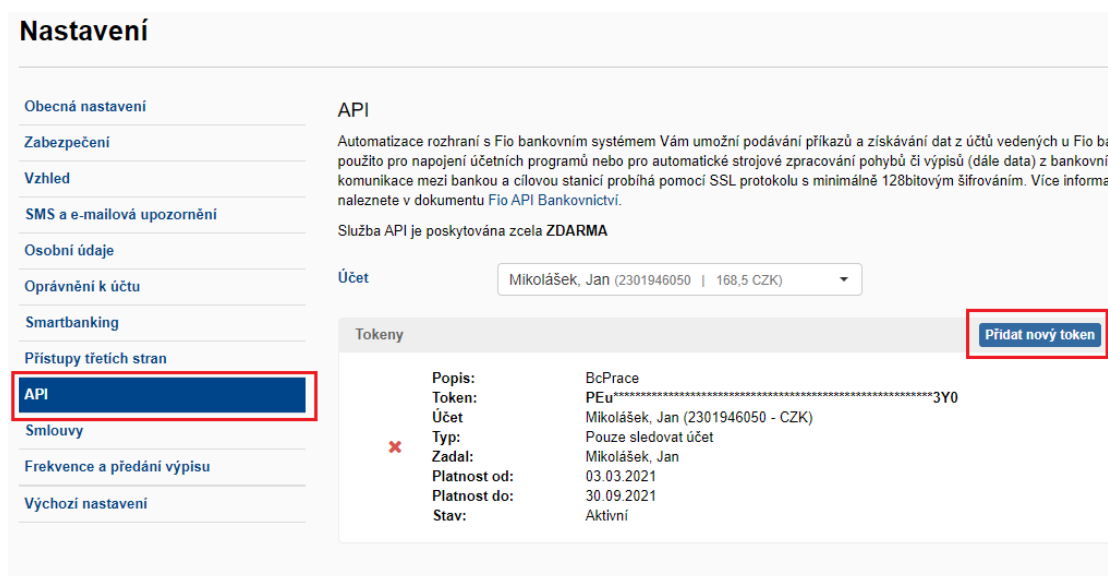 Nastavení
Obecná nastavení
Zabezpečení
Vzhled
SMS a e-mailová upozornění
Osobní údaje
Oprávnění k účtu
Smartbanking
Přístupy třetích stran
API
Smlouvy
Frekvence a předání výpisu
Výchozí nastavení
API
Automatizace rozhraní s Fio bankovním systémem Vám umožní podávání příkazů a získávání dat z účtů vedených u Fio
použito pro napojení účetních programů nebo pro automatické strojové zpracování pohybů či výpisů (dále data) z bankovní
komunikace mezi bankou a cílovou stanicí probíhá pomocí SSL protokolu s minimálně 128bitovým šifrováním. Více
naleznete v dokumentu Fio API Bankovnictví.
Služba API je poskytována zcela ZDARMA
Účet Mikolášek, Jan (2301946050 | 168,5 CZK)
Tokeny Přidat nový token
Popis: BcPrace
Token: PEu**********************************************************3Y0
Účet Mikolášek, Jan (2301946050 - CZK)
Typ: Pouze sledovat účet
Zadal: Mikolášek, Jan
Platnost od: 03.03.2021
Platnost do: 30.09.2021
Stav: Aktivní